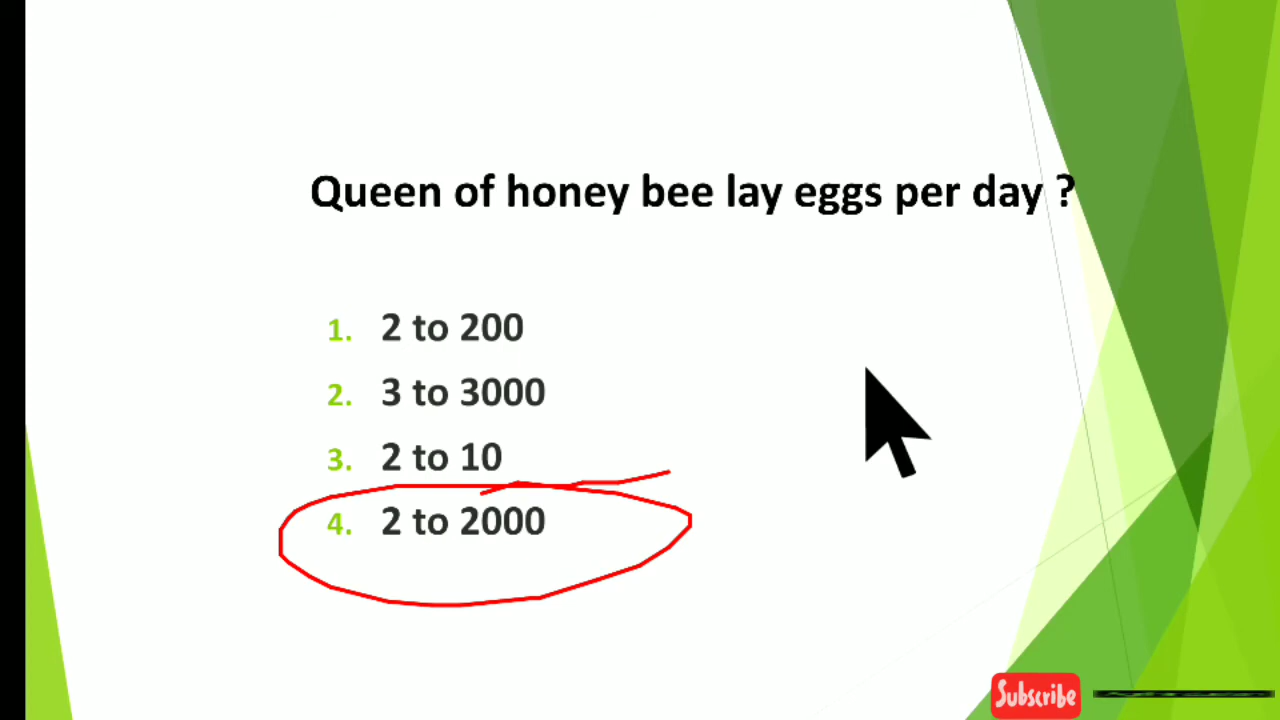 Queen of honey bee lay eggs per day ?
1. 2 to 200
2. 3 to 3000
3. 2 to 10
4. 2 to 2000
Subscribe